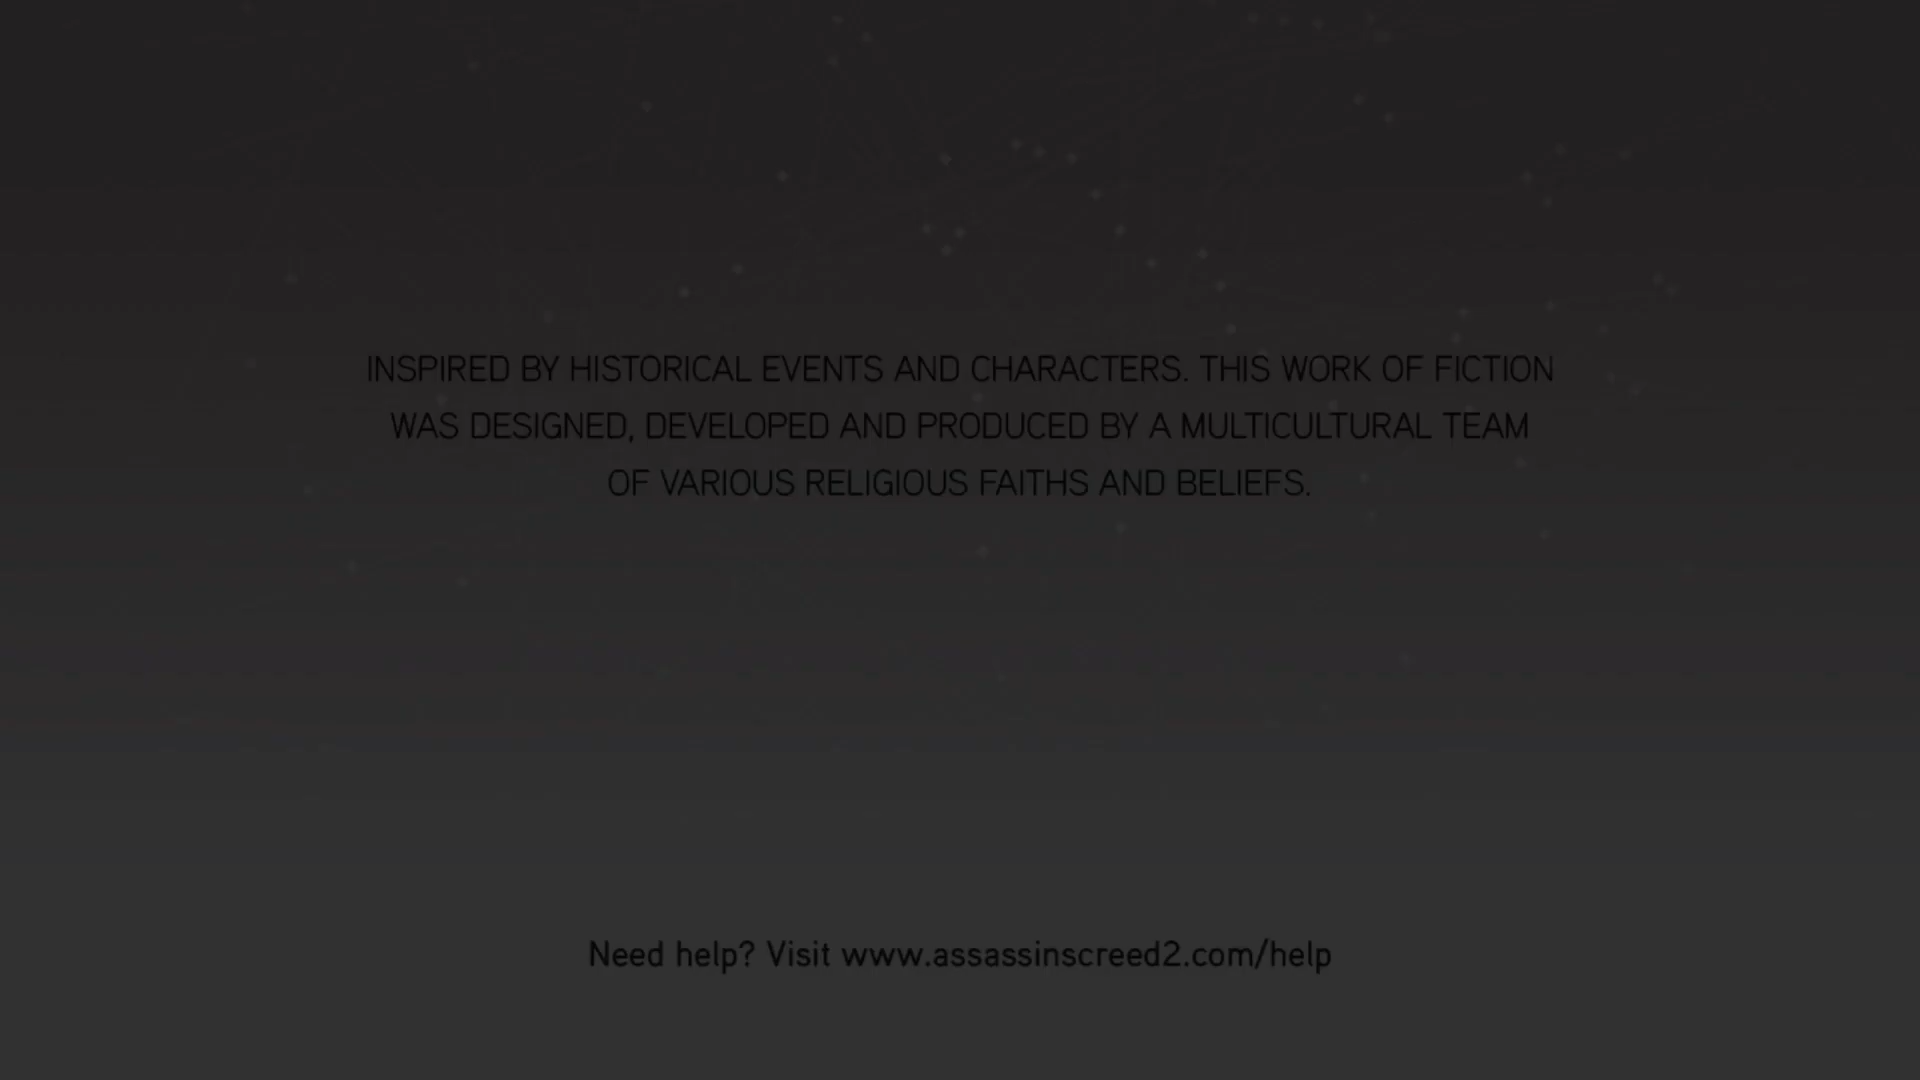 INSPIRED BY HISTORICAL EVENTS AND CHARACTERS. THIS WORK OF FICTION
WAS DESIGNED, DEVELOPED AND PRODUCED BY A MULTICULTURAL TEAM
OF VARIOUS RELIGIOUS FAITHS AND BELIEFS.
Need help? Visit www.assassinscreed2.com/help